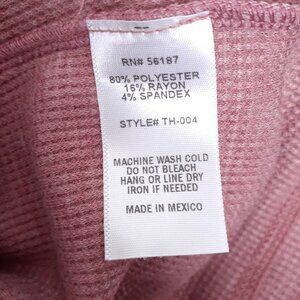 RN# 56187
80% POLYESTER
16% RAYON
4% SPANDEX
STYLE# TH-004
MACHINE WASH COLD
DO NOT BLEACH
HANG OR LINE DRY
IRON IF NEEDED
MADE IN MEXICO